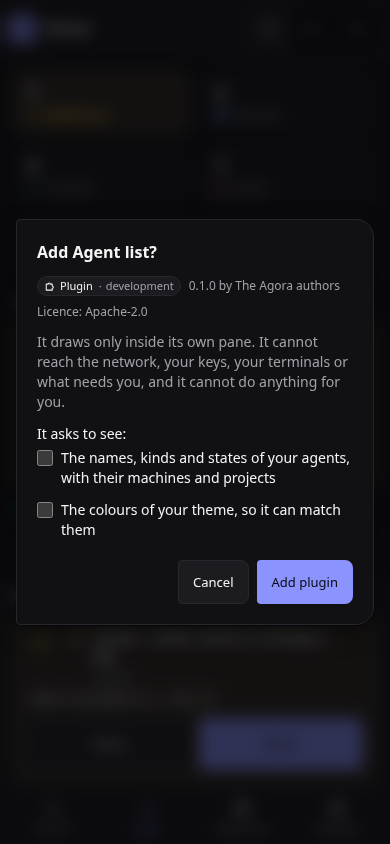 Add Agent list?
Plugin · development 0.1.0 by The Agora authors
Licence: Apache-2.0
It draws only inside its own pane. It cannot
reach the network, your keys, your terminals or
what needs you, and it cannot do anything for
you.
It asks to see:
The names, kinds and states of your agents,
with their machines and projects
The colours of your theme, so it can match
them
Cancel Add plugin